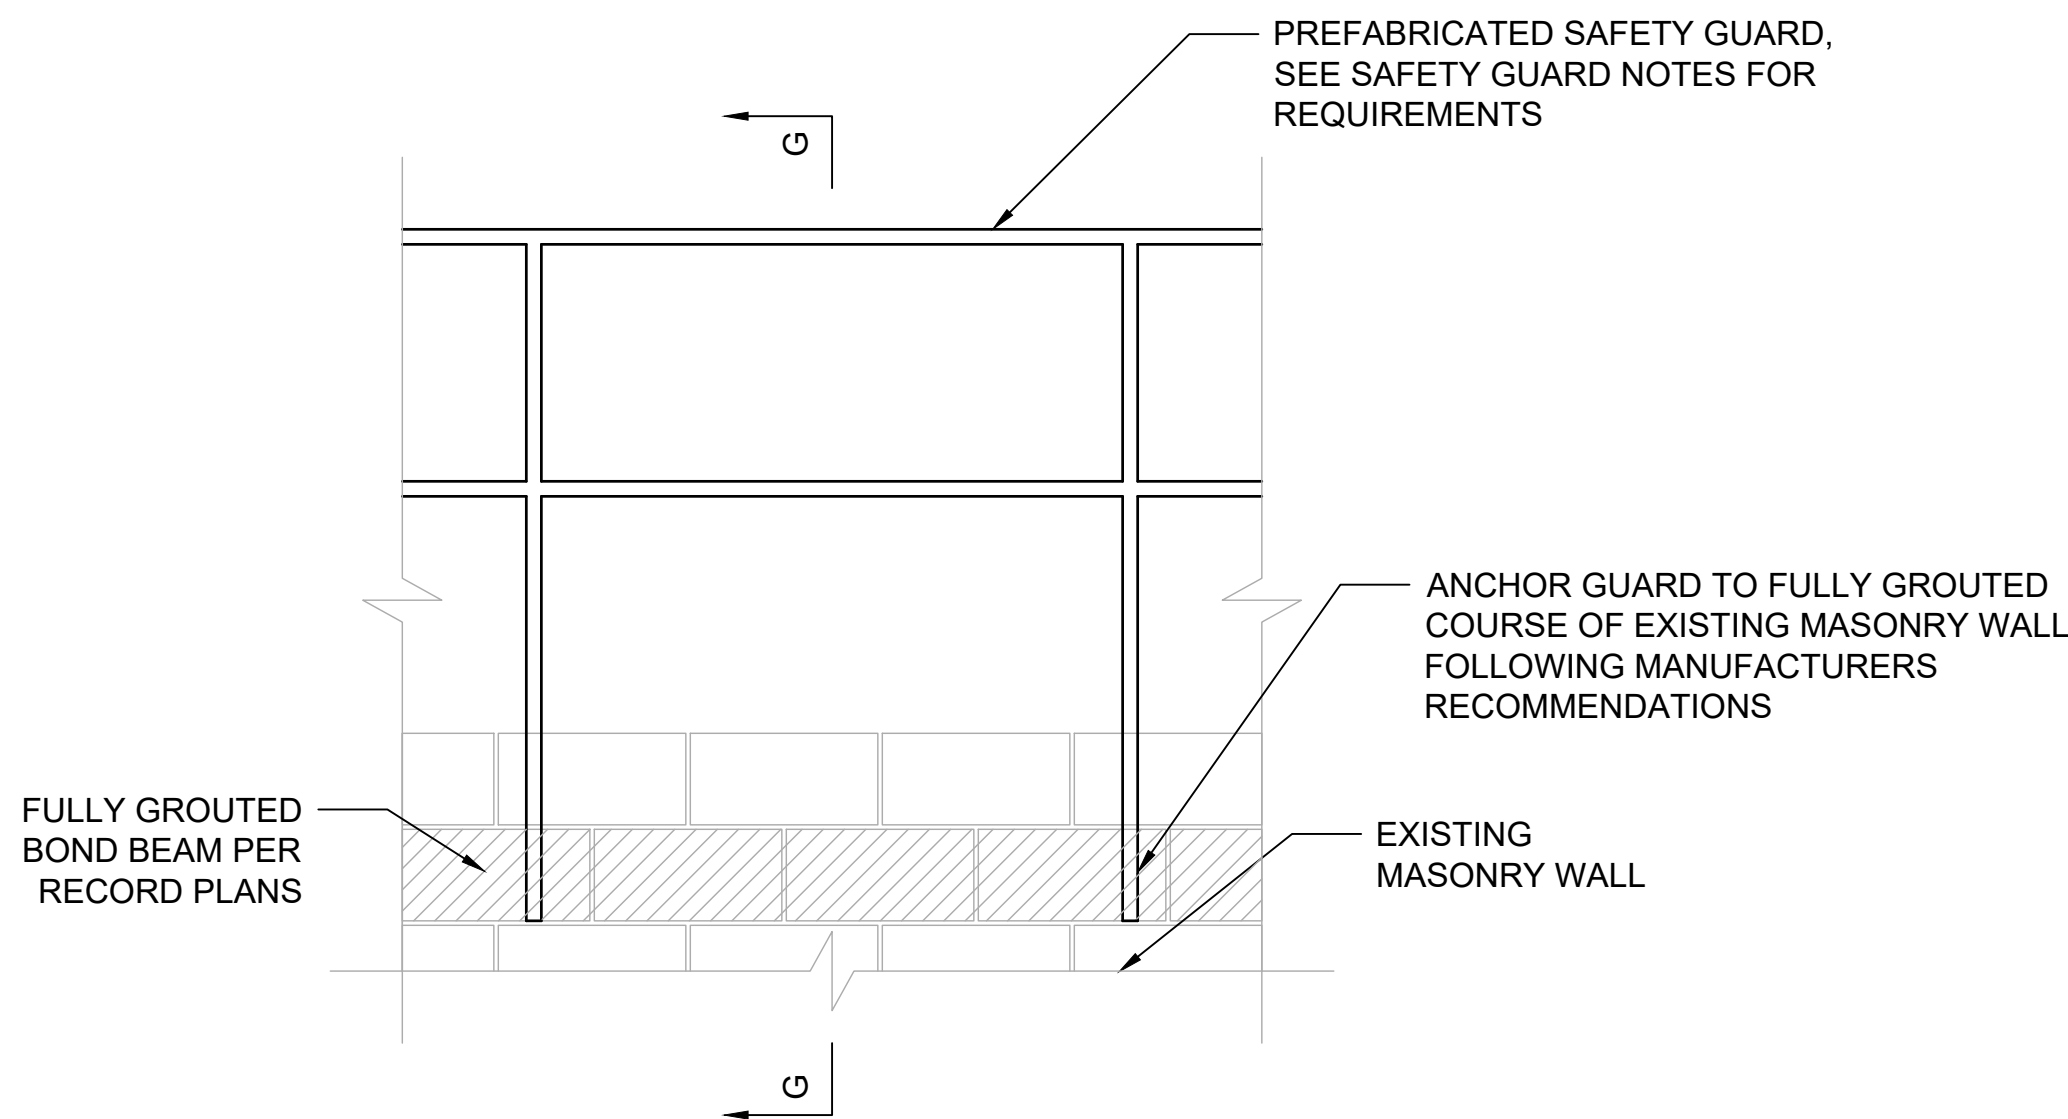 PREFABRICATED SAFETY GUARD,
SEE SAFETY GUARD NOTES FOR
REQUIREMENTS
G
ANCHOR GUARD TO FULLY GROUTED
COURSE OF EXISTING MASONRY WALL
FOLLOWING MANUFACTURERS
RECOMMENDATIONS
FULLY GROUTED
BOND BEAM PER
RECORD PLANS
EXISTING
MASONRY WALL
G